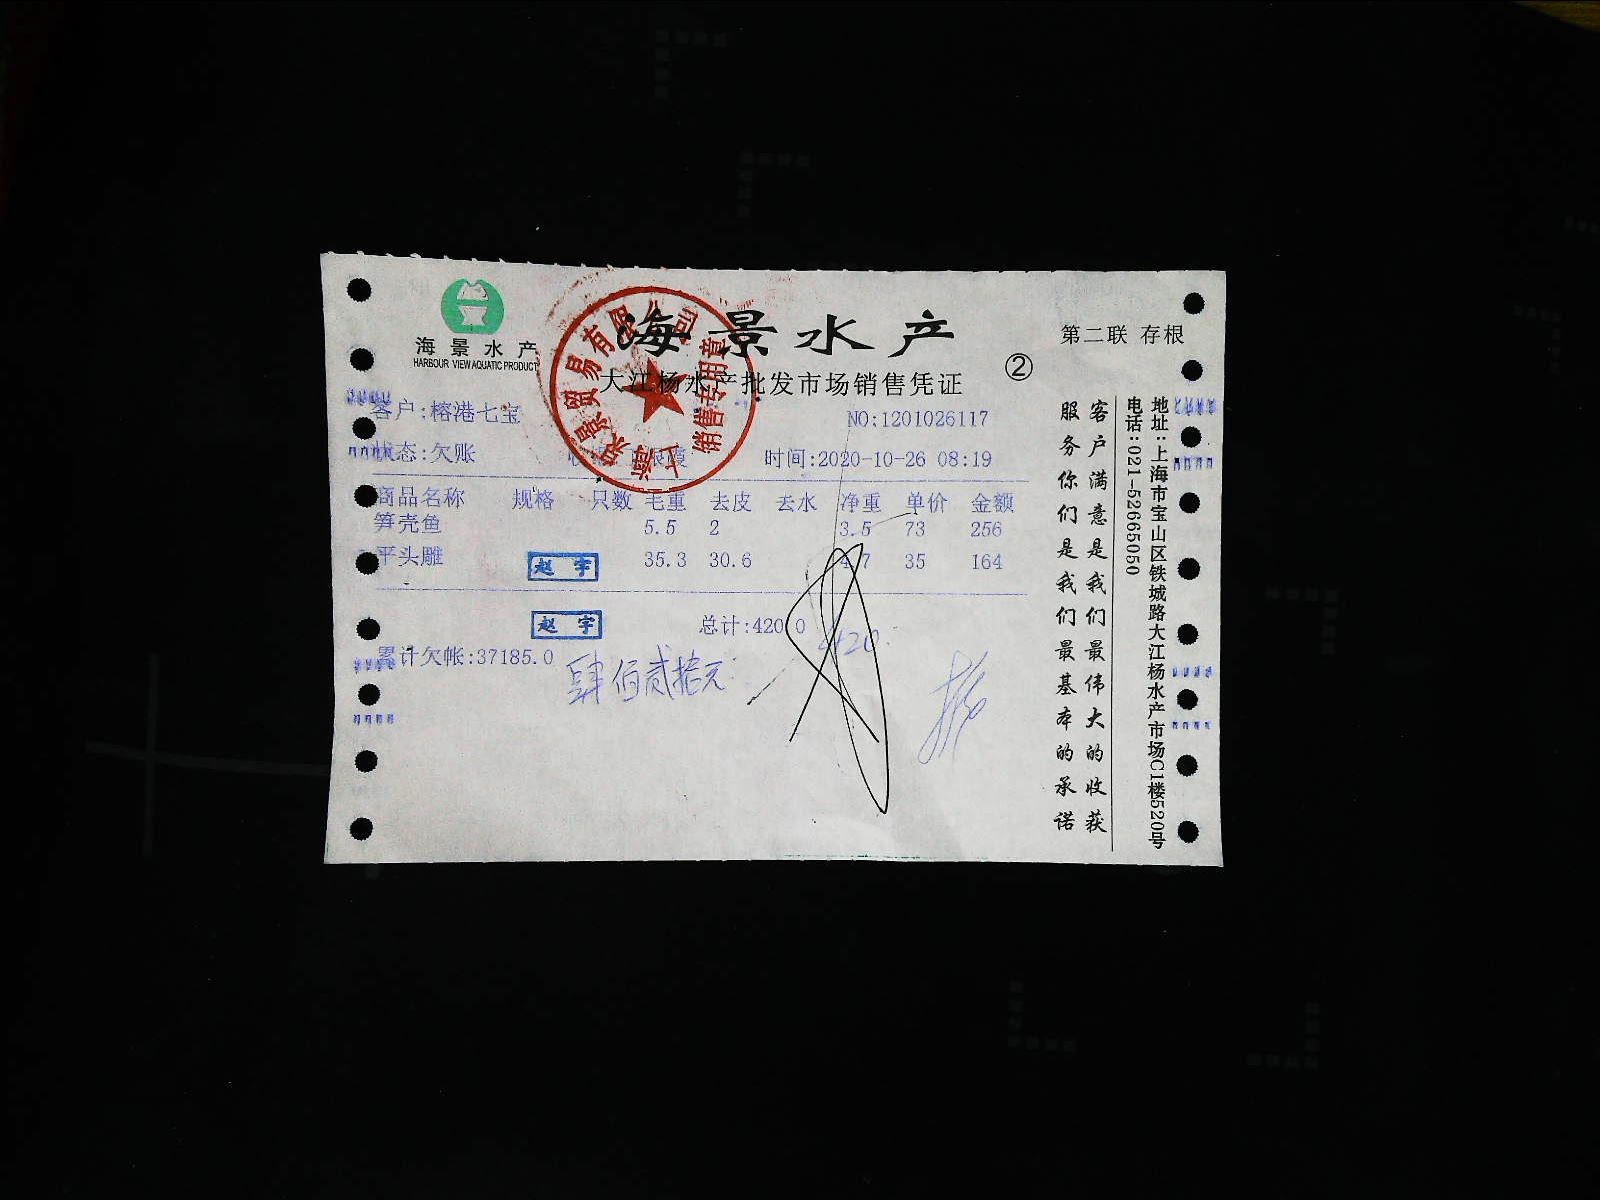 海景水产
HARBOUR VIEW AQUATIC PRODUCT
海景水产
大江杨水产批发市场销售凭证
②
第二联 存根
销售专用章
客户:榕港七宝
NO:1201026117
状态:欠账
时间:2020-10-26 08:19
商品名称 规格 只数 毛重 去皮 去水 净重 单价 金额
笋壳鱼 5.5 2 3.5 73 256
平头雕 35.3 30.6 4.7 35 164
赵宇
赵宇
总计:420.0
420.
累计欠帐:37185.0
肆佰贰拾元
客户满意是我们最伟大的收获
服务你们是我们最基本的承诺
地址:上海市宝山区铁城路大江杨水产市场C1楼520号
电话:021-52665050